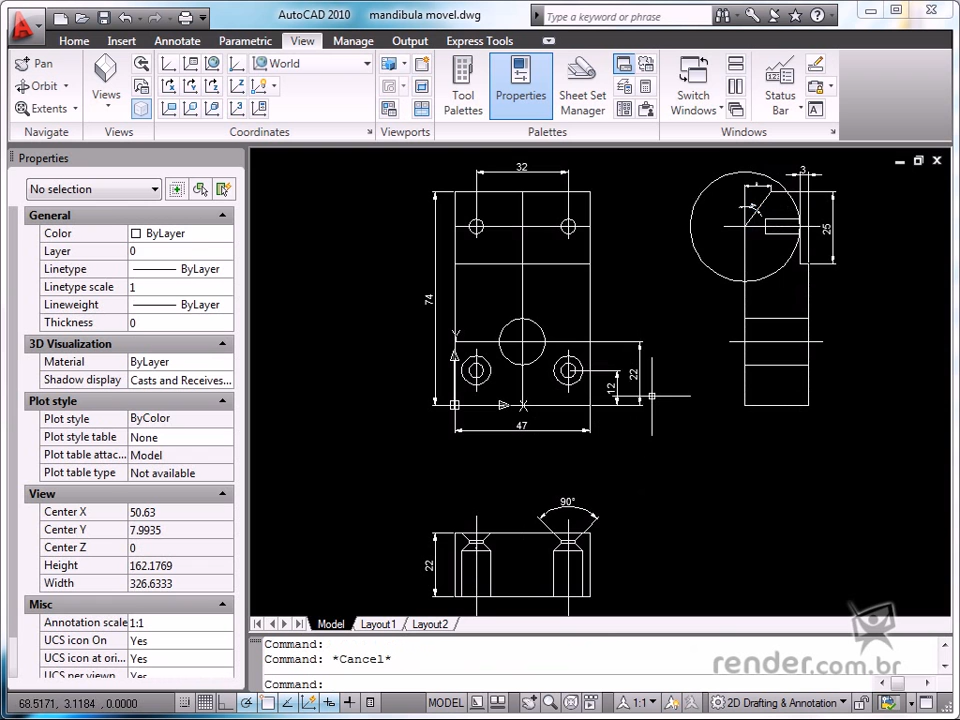 AutoCAD 2010 mandibula movel.dwg
Type a keyword or phrase
Home Insert Annotate Parametric View Manage Output Express Tools
Pan
Orbit
Extents
Navigate
Views
Views
World
Coordinates
Viewports
Tool Palettes
Properties
Sheet Set Manager
Palettes
Switch Windows
Windows
Status Bar
Properties
No selection
General
Color ByLayer
Layer 0
Linetype ByLayer
Linetype scale 1
Lineweight ByLayer
Thickness 0
3D Visualization
Material ByLayer
Shadow display Casts and Receives...
Plot style
Plot style ByColor
Plot style table None
Plot table attac... Model
Plot table type Not available
View
Center X 50.63
Center Y 7.9935
Center Z 0
Height 162.1769
Width 326.6333
Misc
Annotation scale 1:1
UCS icon On Yes
UCS icon at ori... Yes
UCS per viewp... Yes
32
3
25
74
Y
X
22
12
47
90°
22
Model Layout1 Layout2
Command:
Command: *Cancel*
Command:
render.com.br
68.5171, 3.1184 , 0.0000
MODEL
1:1
2D Drafting & Annotation